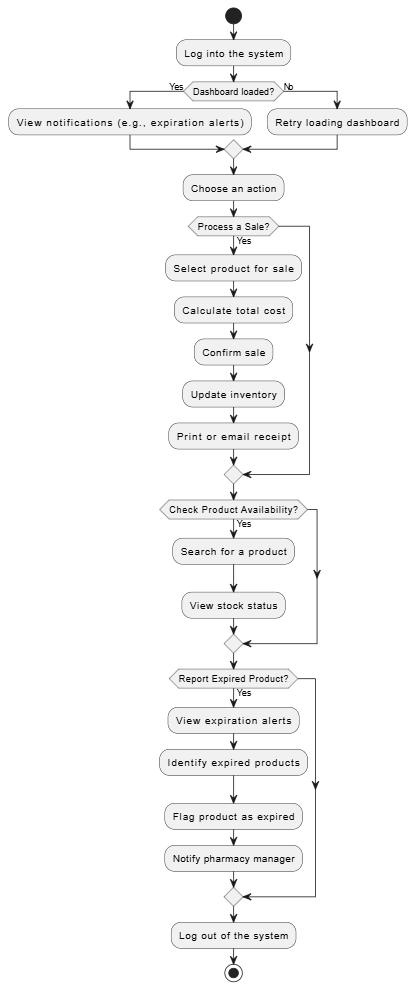 Log into the system
Dashboard loaded?
Yes
No
View notifications (e.g., expiration alerts)
Retry loading dashboard
Choose an action
Process a Sale?
Yes
Select product for sale
Calculate total cost
Confirm sale
Update inventory
Print or email receipt
Check Product Availability?
Yes
Search for a product
View stock status
Report Expired Product?
Yes
View expiration alerts
Identify expired products
Flag product as expired
Notify pharmacy manager
Log out of the system